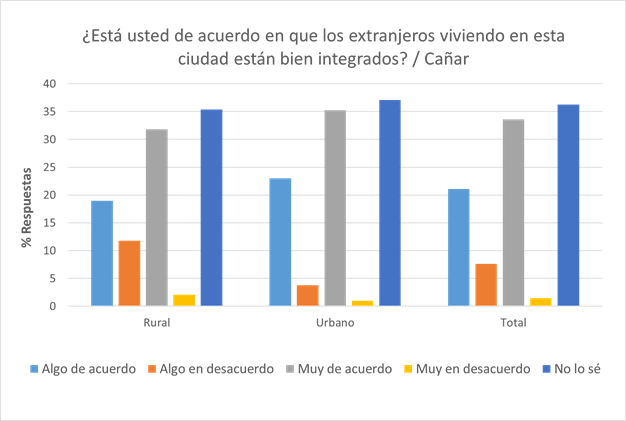 ¿Está usted de acuerdo en que los extranjeros viviendo en esta
ciudad están bien integrados? / Cañar
40
35
30
25
20
15
10
5
0
% Respuestas
Rural Urbano Total
Algo de acuerdo Algo en desacuerdo Muy de acuerdo Muy en desacuerdo No lo sé